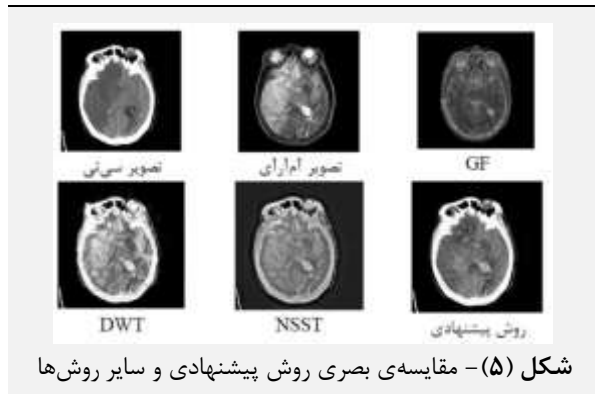 تصویر سی‌تی
تصویر ام‌آرآی
GF
DWT
NSST
روش پیشنهادی
شکل (۵)- مقایسه‌ی بصری روش پیشنهادی و سایر روش‌ها